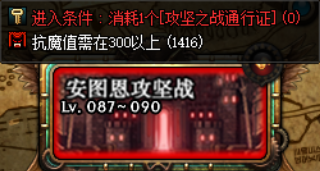 进入条件：消耗1个[攻坚之战通行证] (0)
抗魔值需在300以上 (1416)
安图恩攻坚战
Lv. 087~090